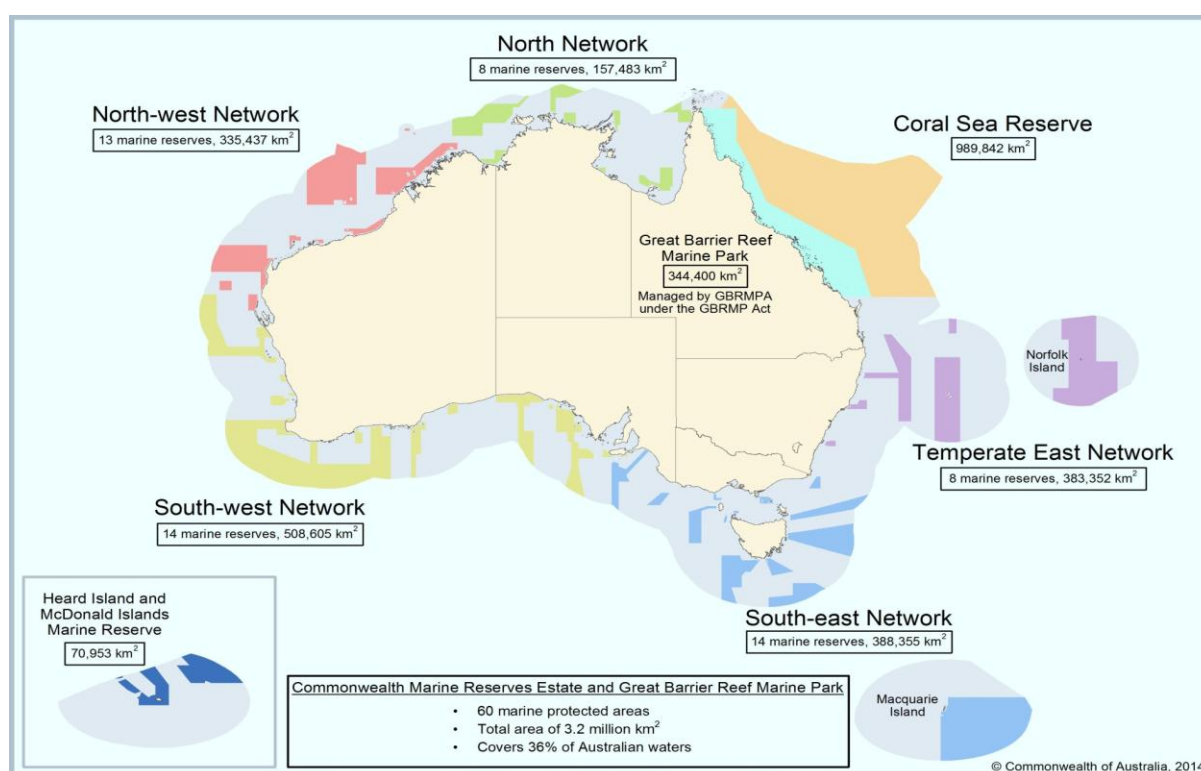 North Network
8 marine reserves, 157,483 km²
North-west Network
13 marine reserves, 335,437 km²
Coral Sea Reserve
989,842 km²
Great Barrier Reef
Marine Park
344,400 km²
Managed by GBRMPA
under the GBRMP Act
Norfolk
Island
Temperate East Network
8 marine reserves, 383,352 km²
South-west Network
14 marine reserves, 508,605 km²
Heard Island and
McDonald Islands
Marine Reserve
70,953 km²
South-east Network
14 marine reserves, 388,355 km²
Macquarie
Island
Commonwealth Marine Reserves Estate and Great Barrier Reef Marine Park
• 60 marine protected areas
• Total area of 3.2 million km²
• Covers 36% of Australian waters
© Commonwealth of Australia, 2014